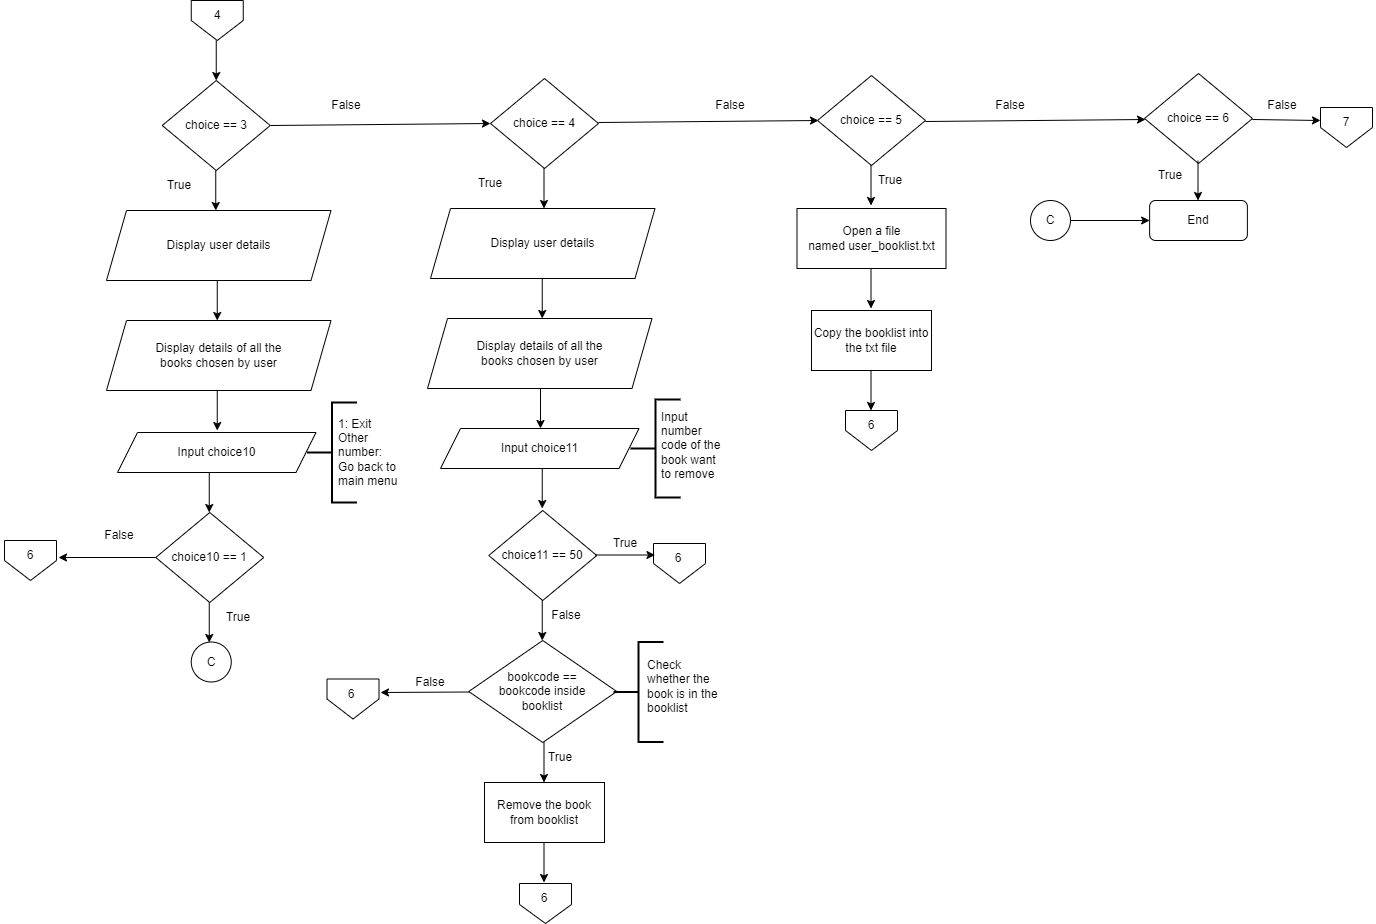 4
choice == 3
False
choice == 4
False
choice == 5
False
choice == 6
False
7
True
True
True
True
Display user details
Display user details
Open a file
named user_booklist.txt
C
End
Display details of all the
books chosen by user
Display details of all the
books chosen by user
Copy the booklist into
the txt file
6
Input choice10
1: Exit
Other
number:
Go back to
main menu
Input choice11
Input
number
code of the
book want
to remove
6
False
choice10 == 1
True
C
choice11 == 50
True
6
False
6
False
bookcode ==
bookcode inside
booklist
Check
whether the
book is in the
booklist
True
Remove the book
from booklist
6